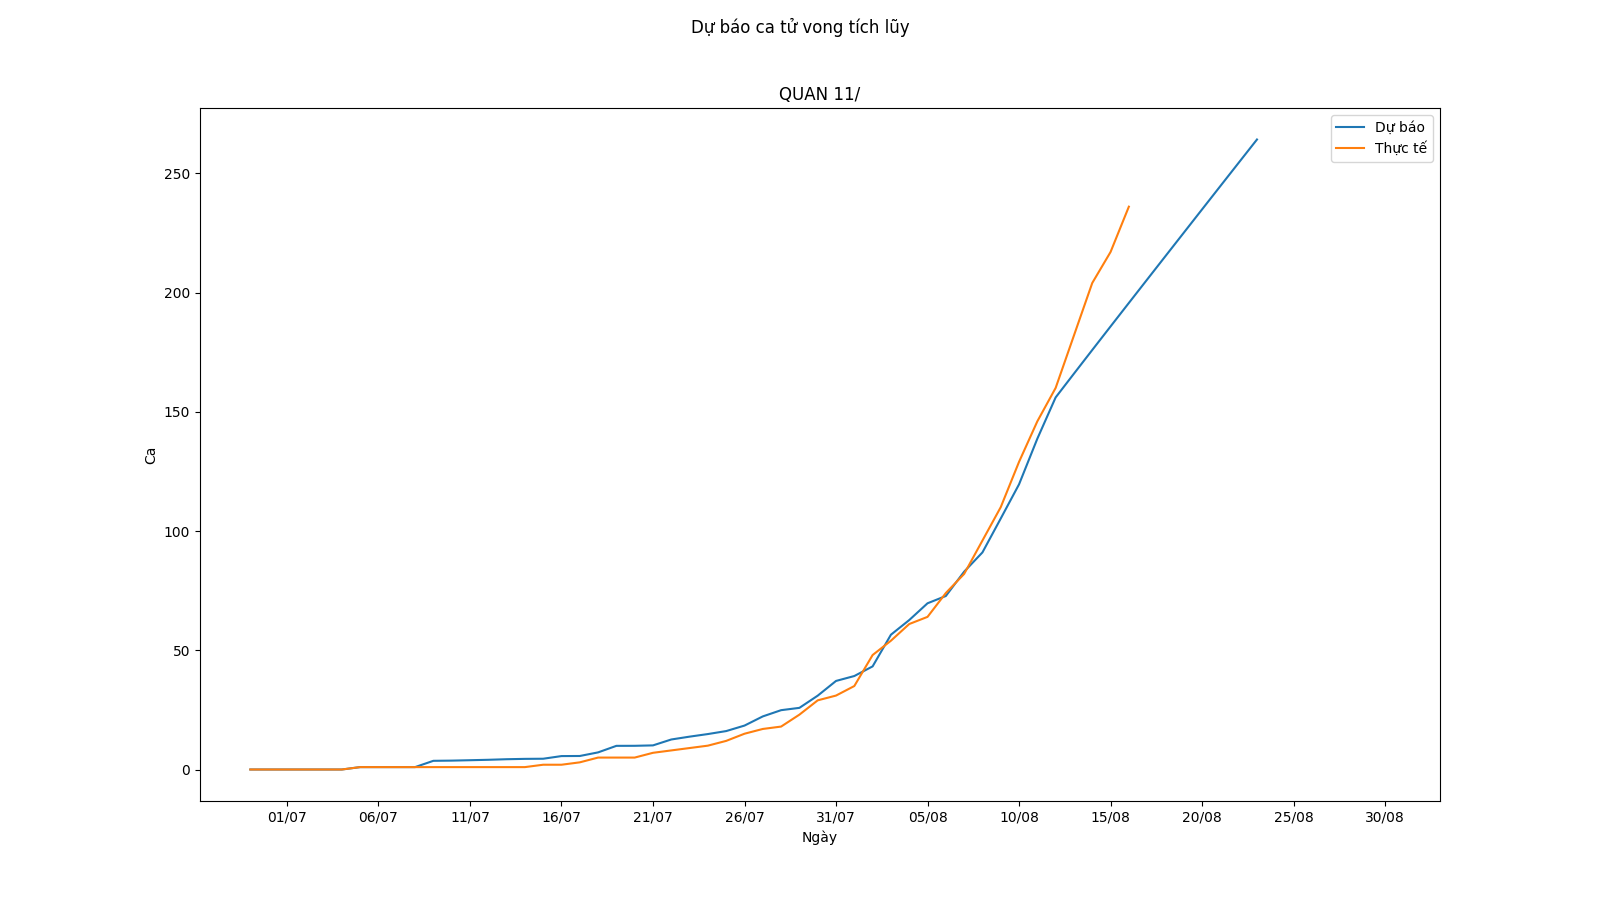 Dự báo ca tử vong tích lũy
QUAN 11/
Dự báo
Thực tế
250
200
150
100
50
0
Ca
01/07 06/07 11/07 16/07 21/07 26/07 31/07 05/08 10/08 15/08 20/08 25/08 30/08
Ngày